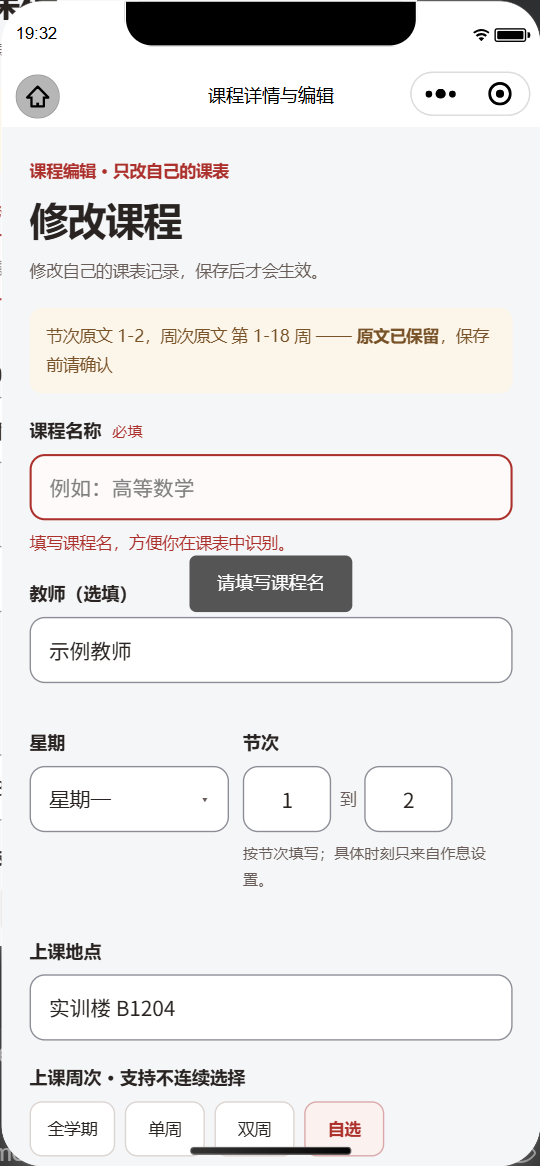 19:32
课程详情与编辑
课程编辑·只改自己的课表
修改课程
修改自己的课表记录，保存后才会生效。
节次原文 1-2，周次原文 第 1-18 周 —— 原文已保留，保存
前请确认
课程名称 必填
例如：高等数学
填写课程名，方便你在课表中识别。
请填写课程名
教师（选填）
示例教师
星期
节次
星期一
1 到 2
按节次填写；具体时刻只来自作息设
置。
上课地点
实训楼 B1204
上课周次·支持不连续选择
全学期 单周 双周 自选